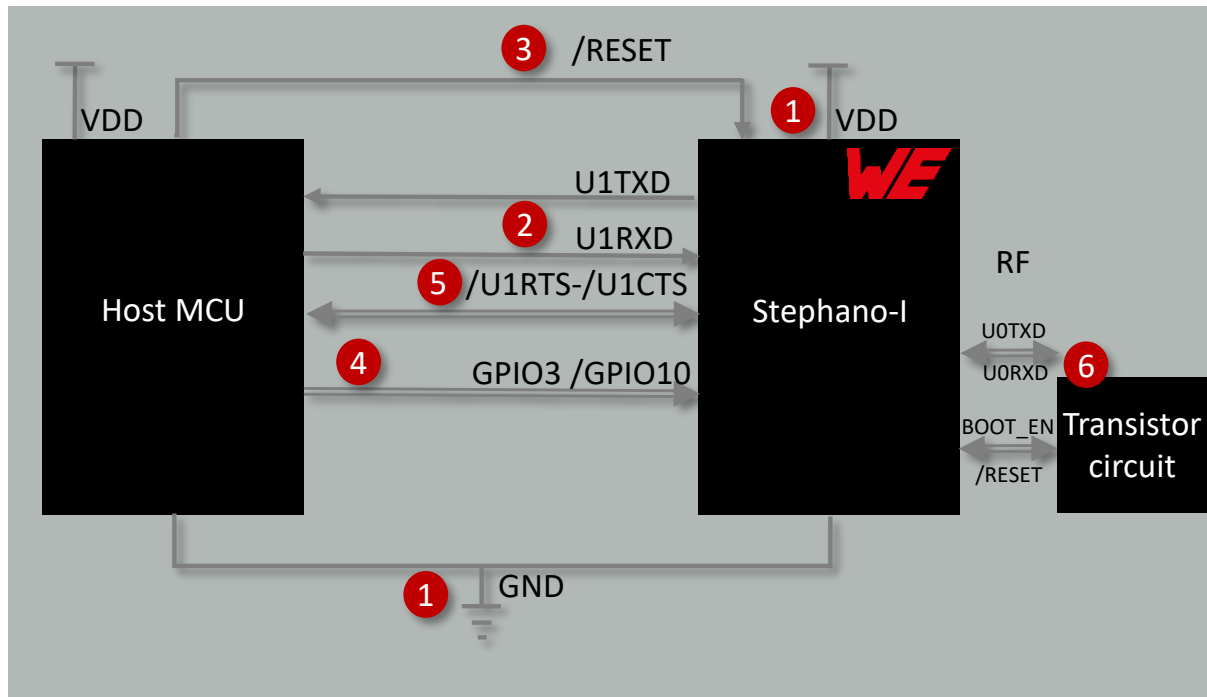 3 /RESET
VDD
1
VDD
WE
U1TXD
2
U1RXD
5 /U1RTS-/U1CTS
RF
Host MCU
Stephano-I
U0TXD
4
GPIO3 /GPIO10
U0RXD
6
BOOT_EN
Transistor
circuit
/RESET
1
GND